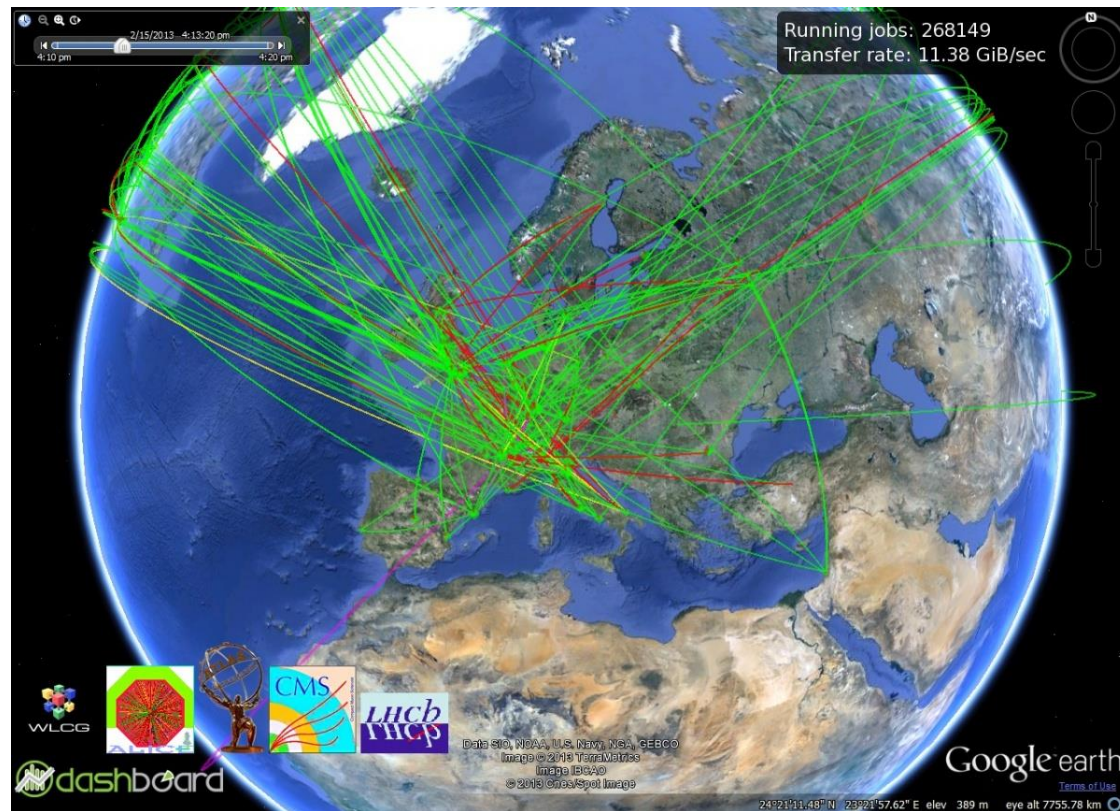 2/15/2013 4:13:20 pm
4:10 pm
4:20 pm
Running jobs: 268149
Transfer rate: 11.38 GiB/sec
N
WLCG
ALICE
CMS
LHCb
LHCb
dashboard
Data SIO, NOAA, U.S. Navy, NGA, GEBCO
Image © 2013 TerraMetrics
Image IBCAO
© 2013 Cnes/Spot Image
Google earth
Terms of Use
24°21'11.48" N 23°21'57.62" E elev 389 m eye alt 7755.78 km